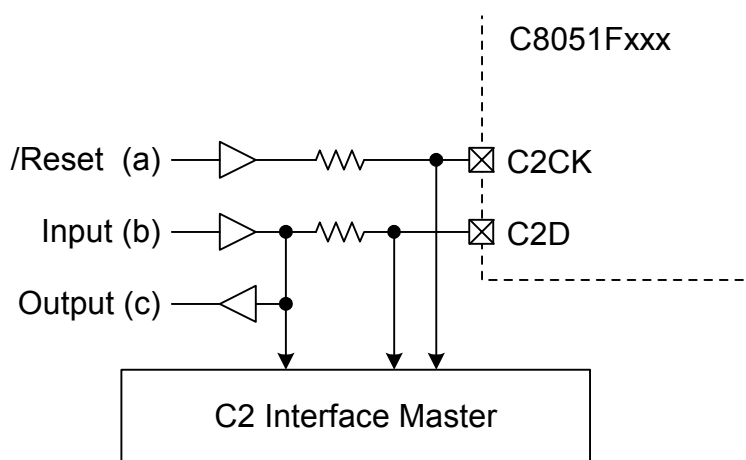 C8051Fxxx
/Reset (a)
C2CK
Input (b)
C2D
Output (c)
C2 Interface Master